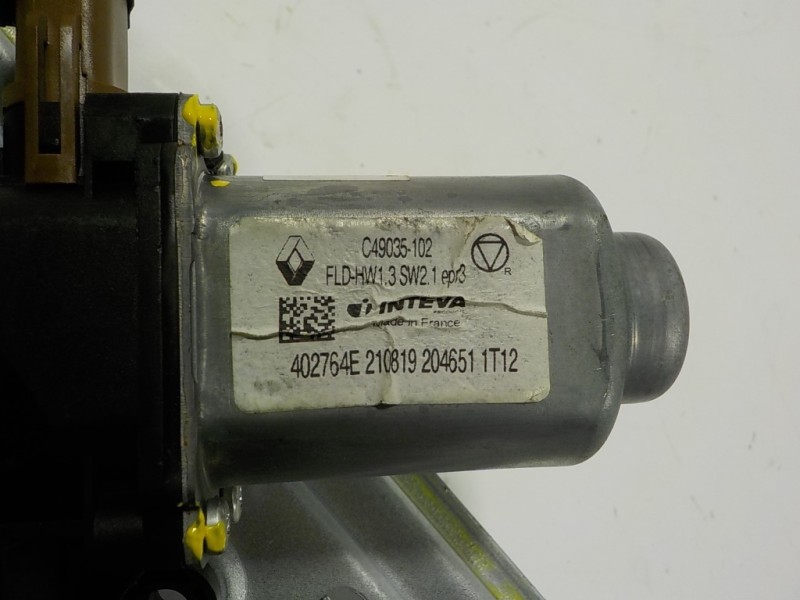 C49035-102
FLD-HW1.3 SW2.1 epr3
R
INTEVA
Made in France
402764E 210819 204651 1T12